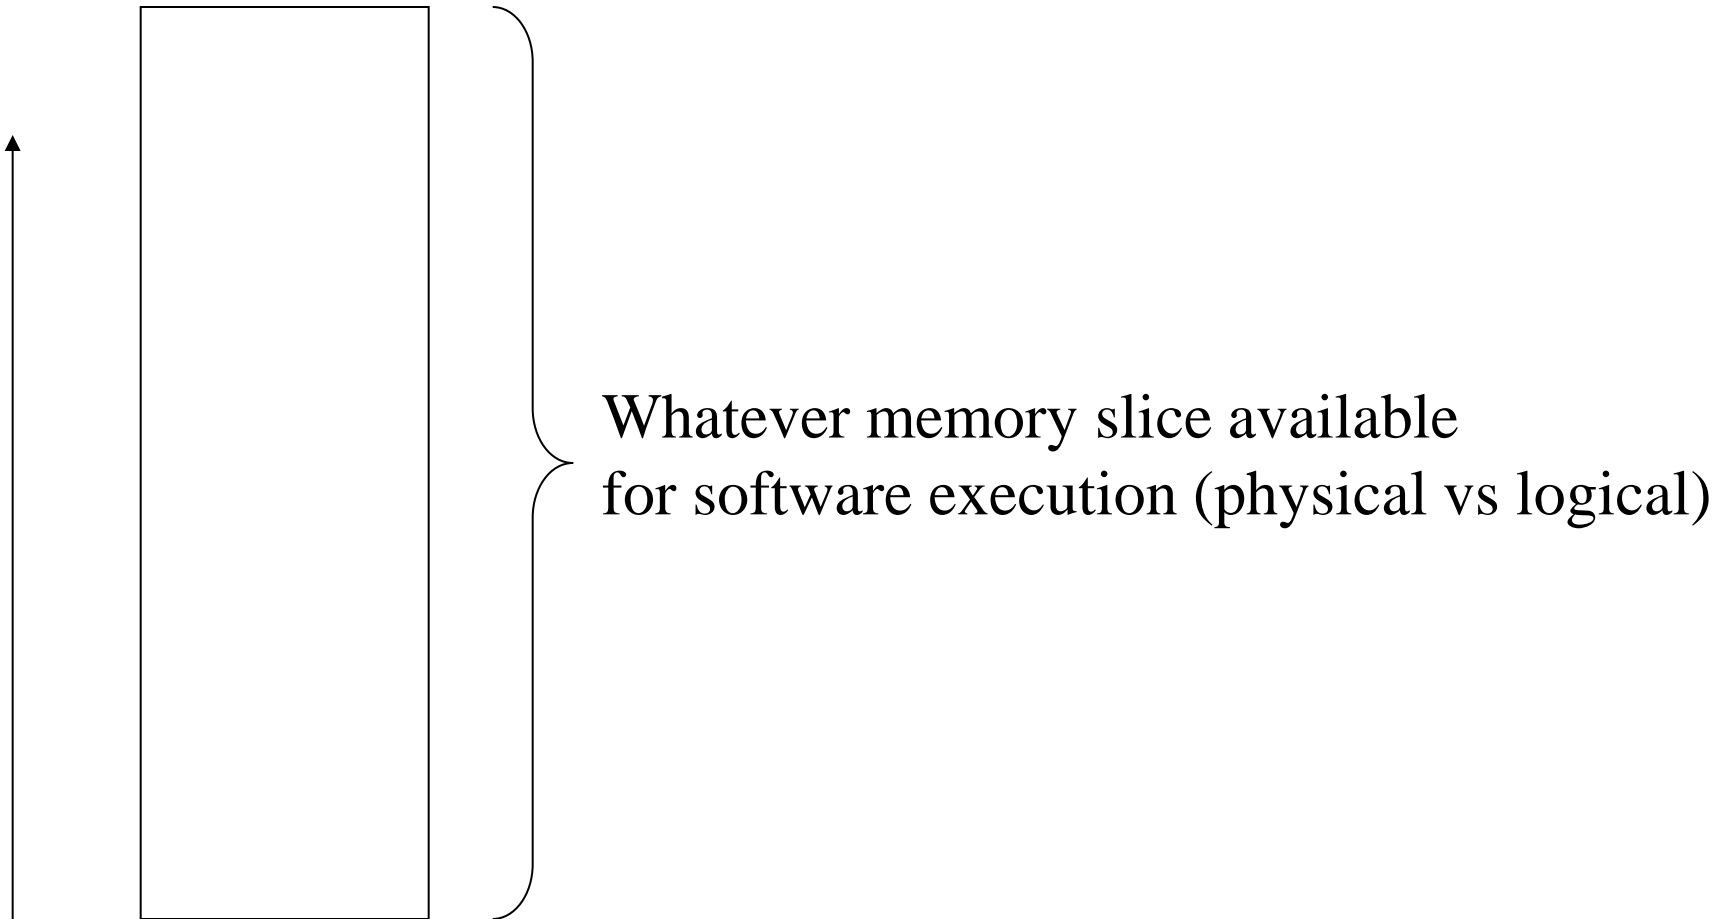 Whatever memory slice available
for software execution (physical vs logical)